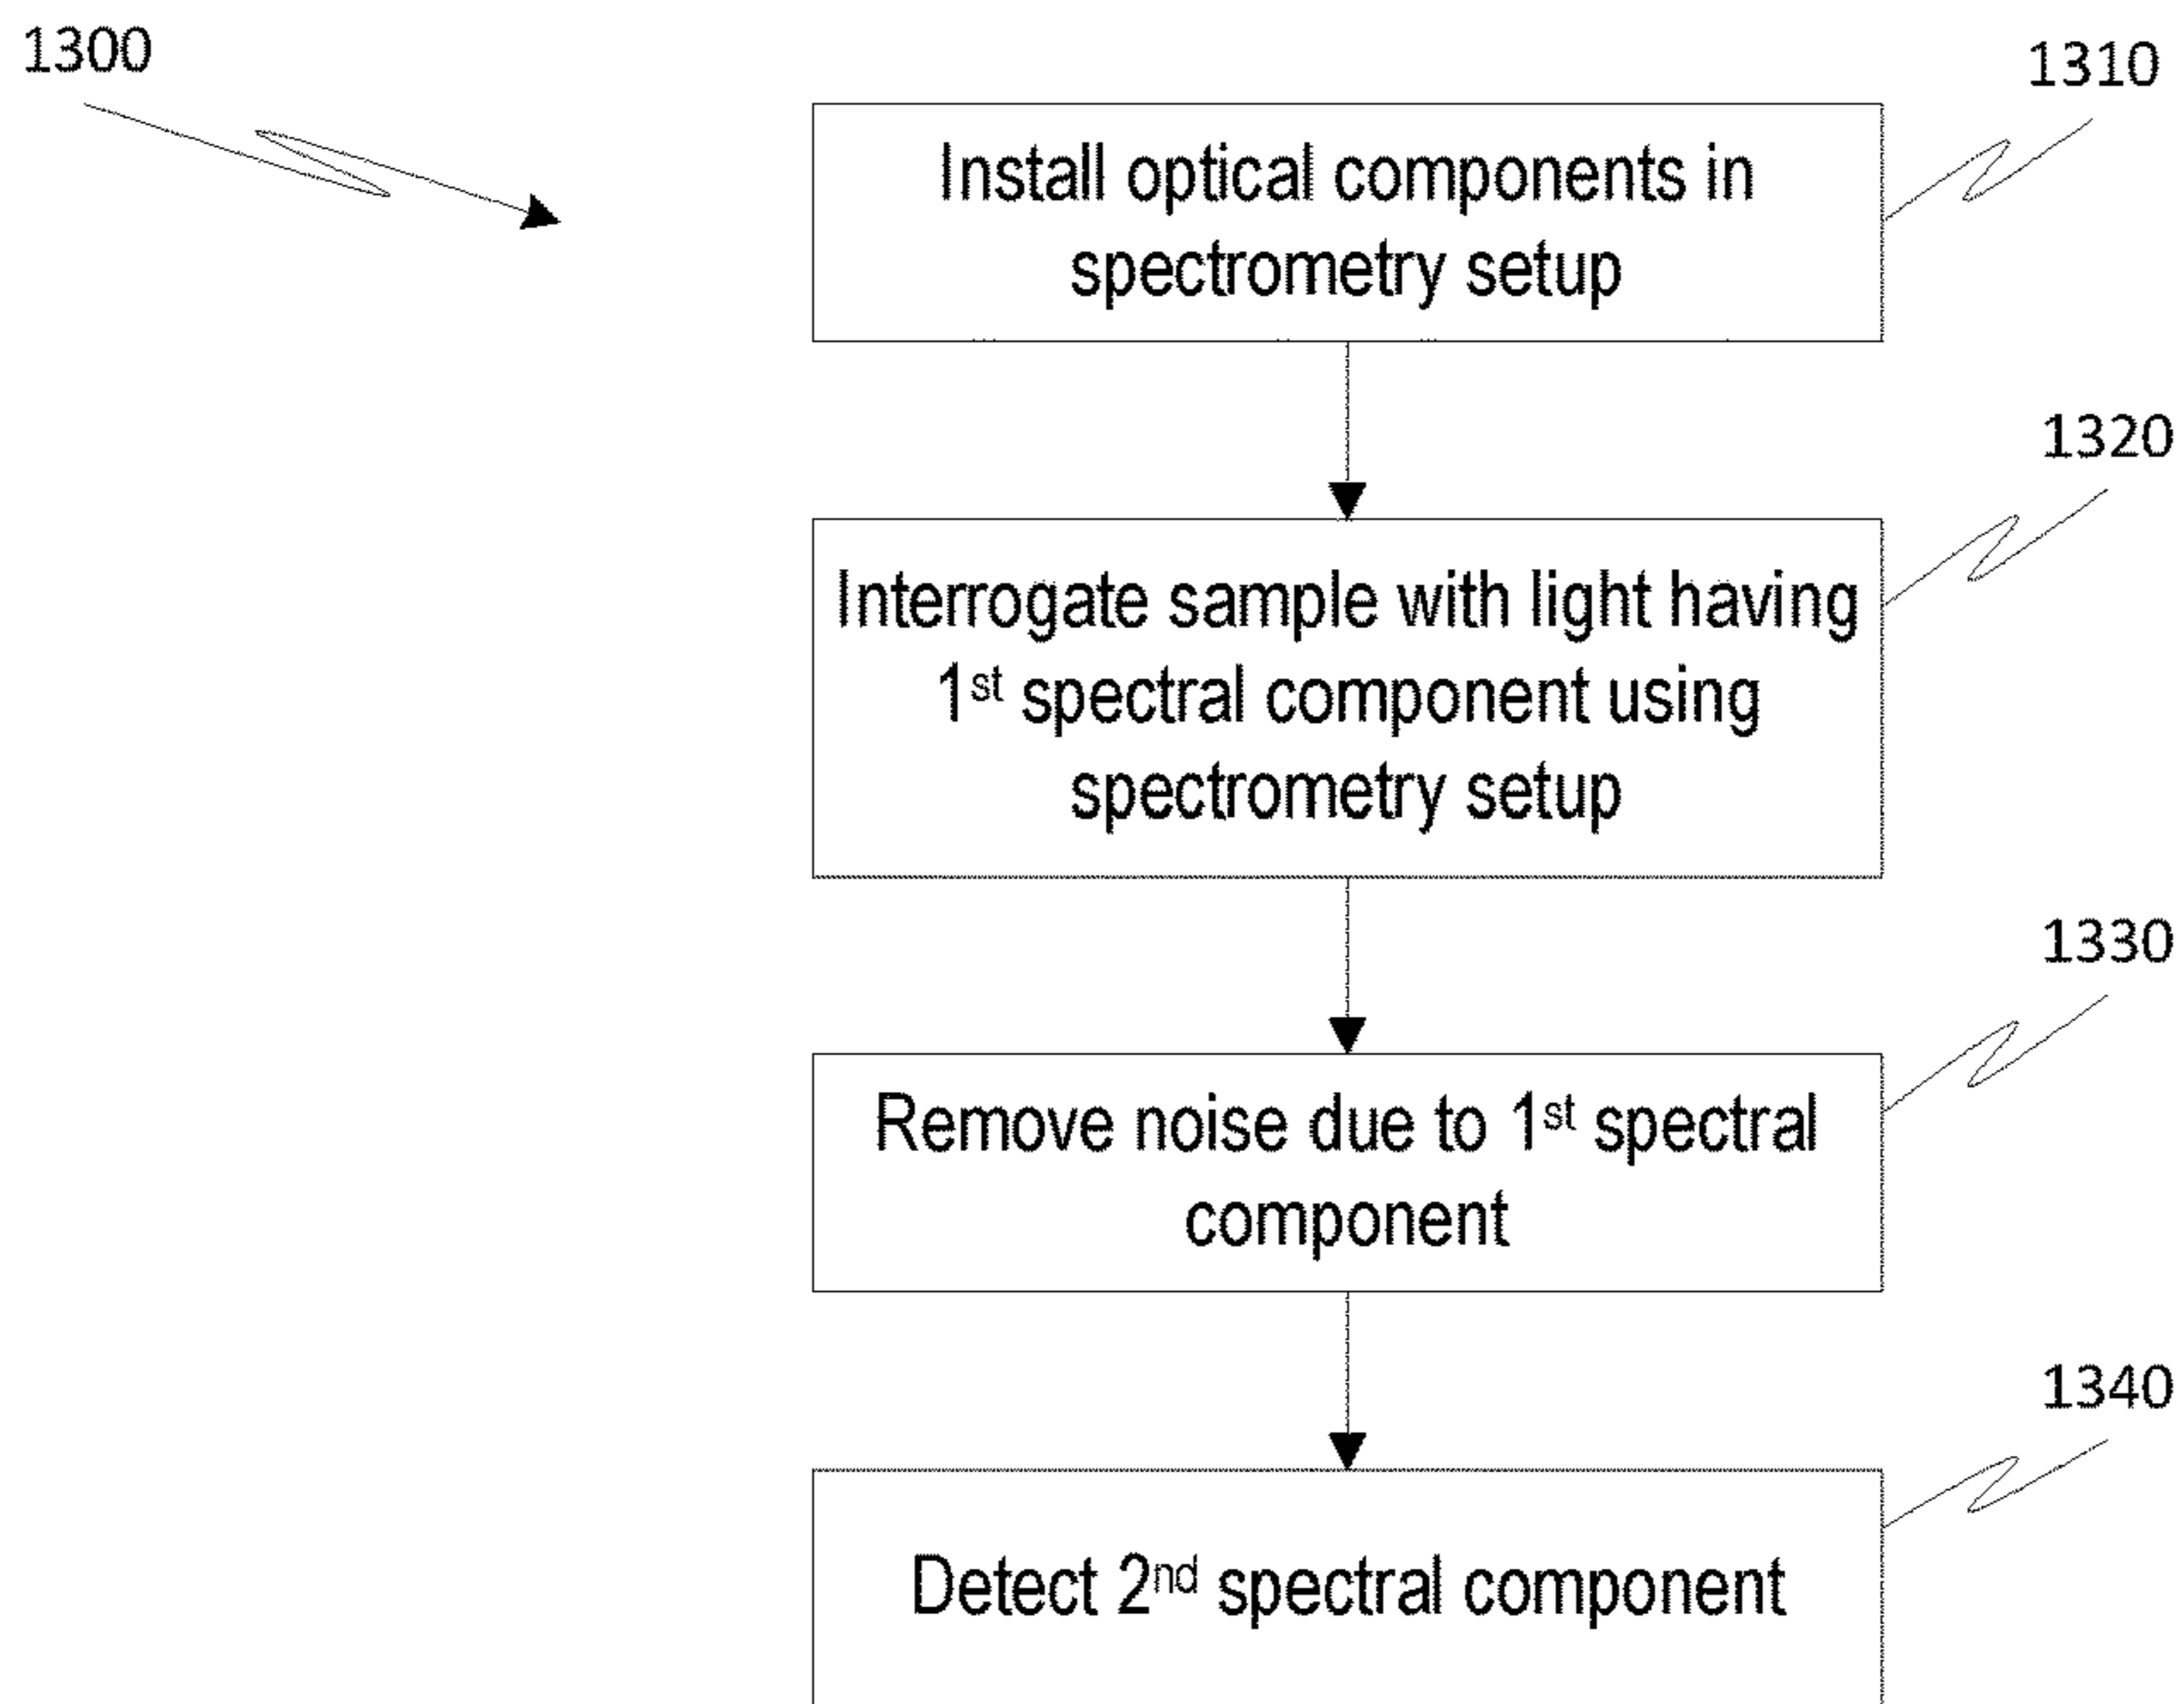 1300
1310
Install optical components in
spectrometry setup
1320
Interrogate sample with light having
1st spectral component using
spectrometry setup
1330
Remove noise due to 1st spectral
component
1340
Detect 2nd spectral component